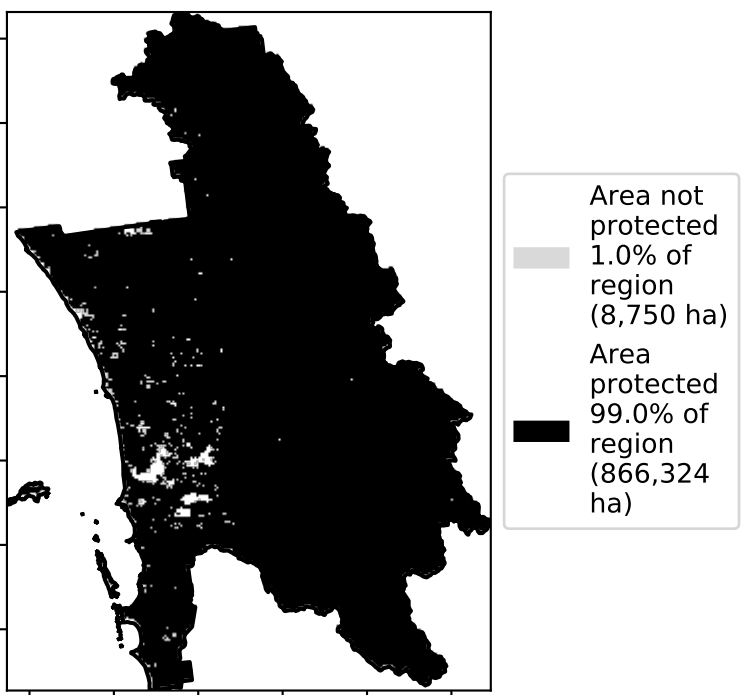 Area not
protected
1.0% of
region
(8,750 ha)
Area
protected
99.0% of
region
(866,324
ha)